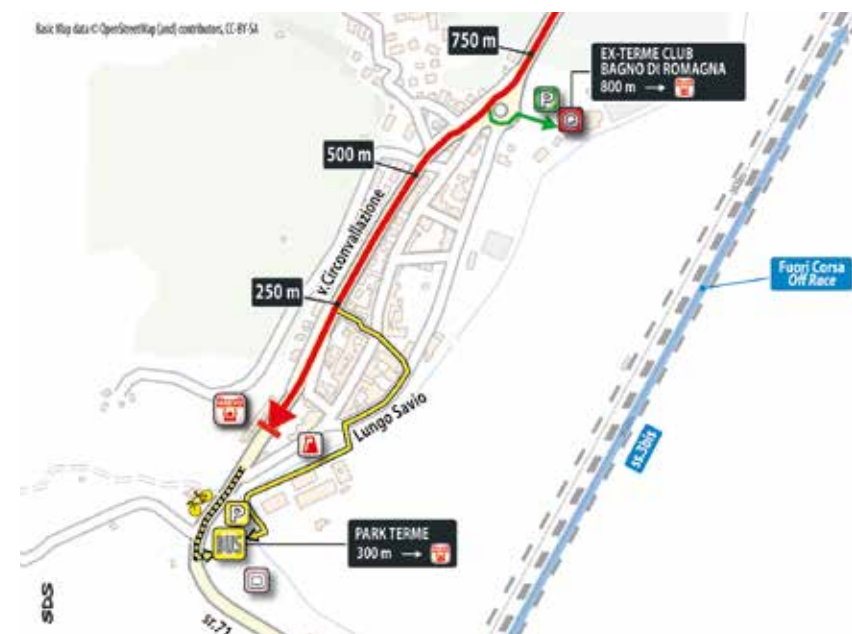 Basic Map data © OpenStreetMap (and) contributors, CC-BY-SA
750 m
EX-TERME CLUB
BAGNO DI ROMAGNA
800 m →
P
500 m
v.Circonvallazione
250 m
Fuori Corsa
Off Race
Lungo Savio
ss.3bis
P
BUS
PARK TERME
300 m →
SDS
sr.71